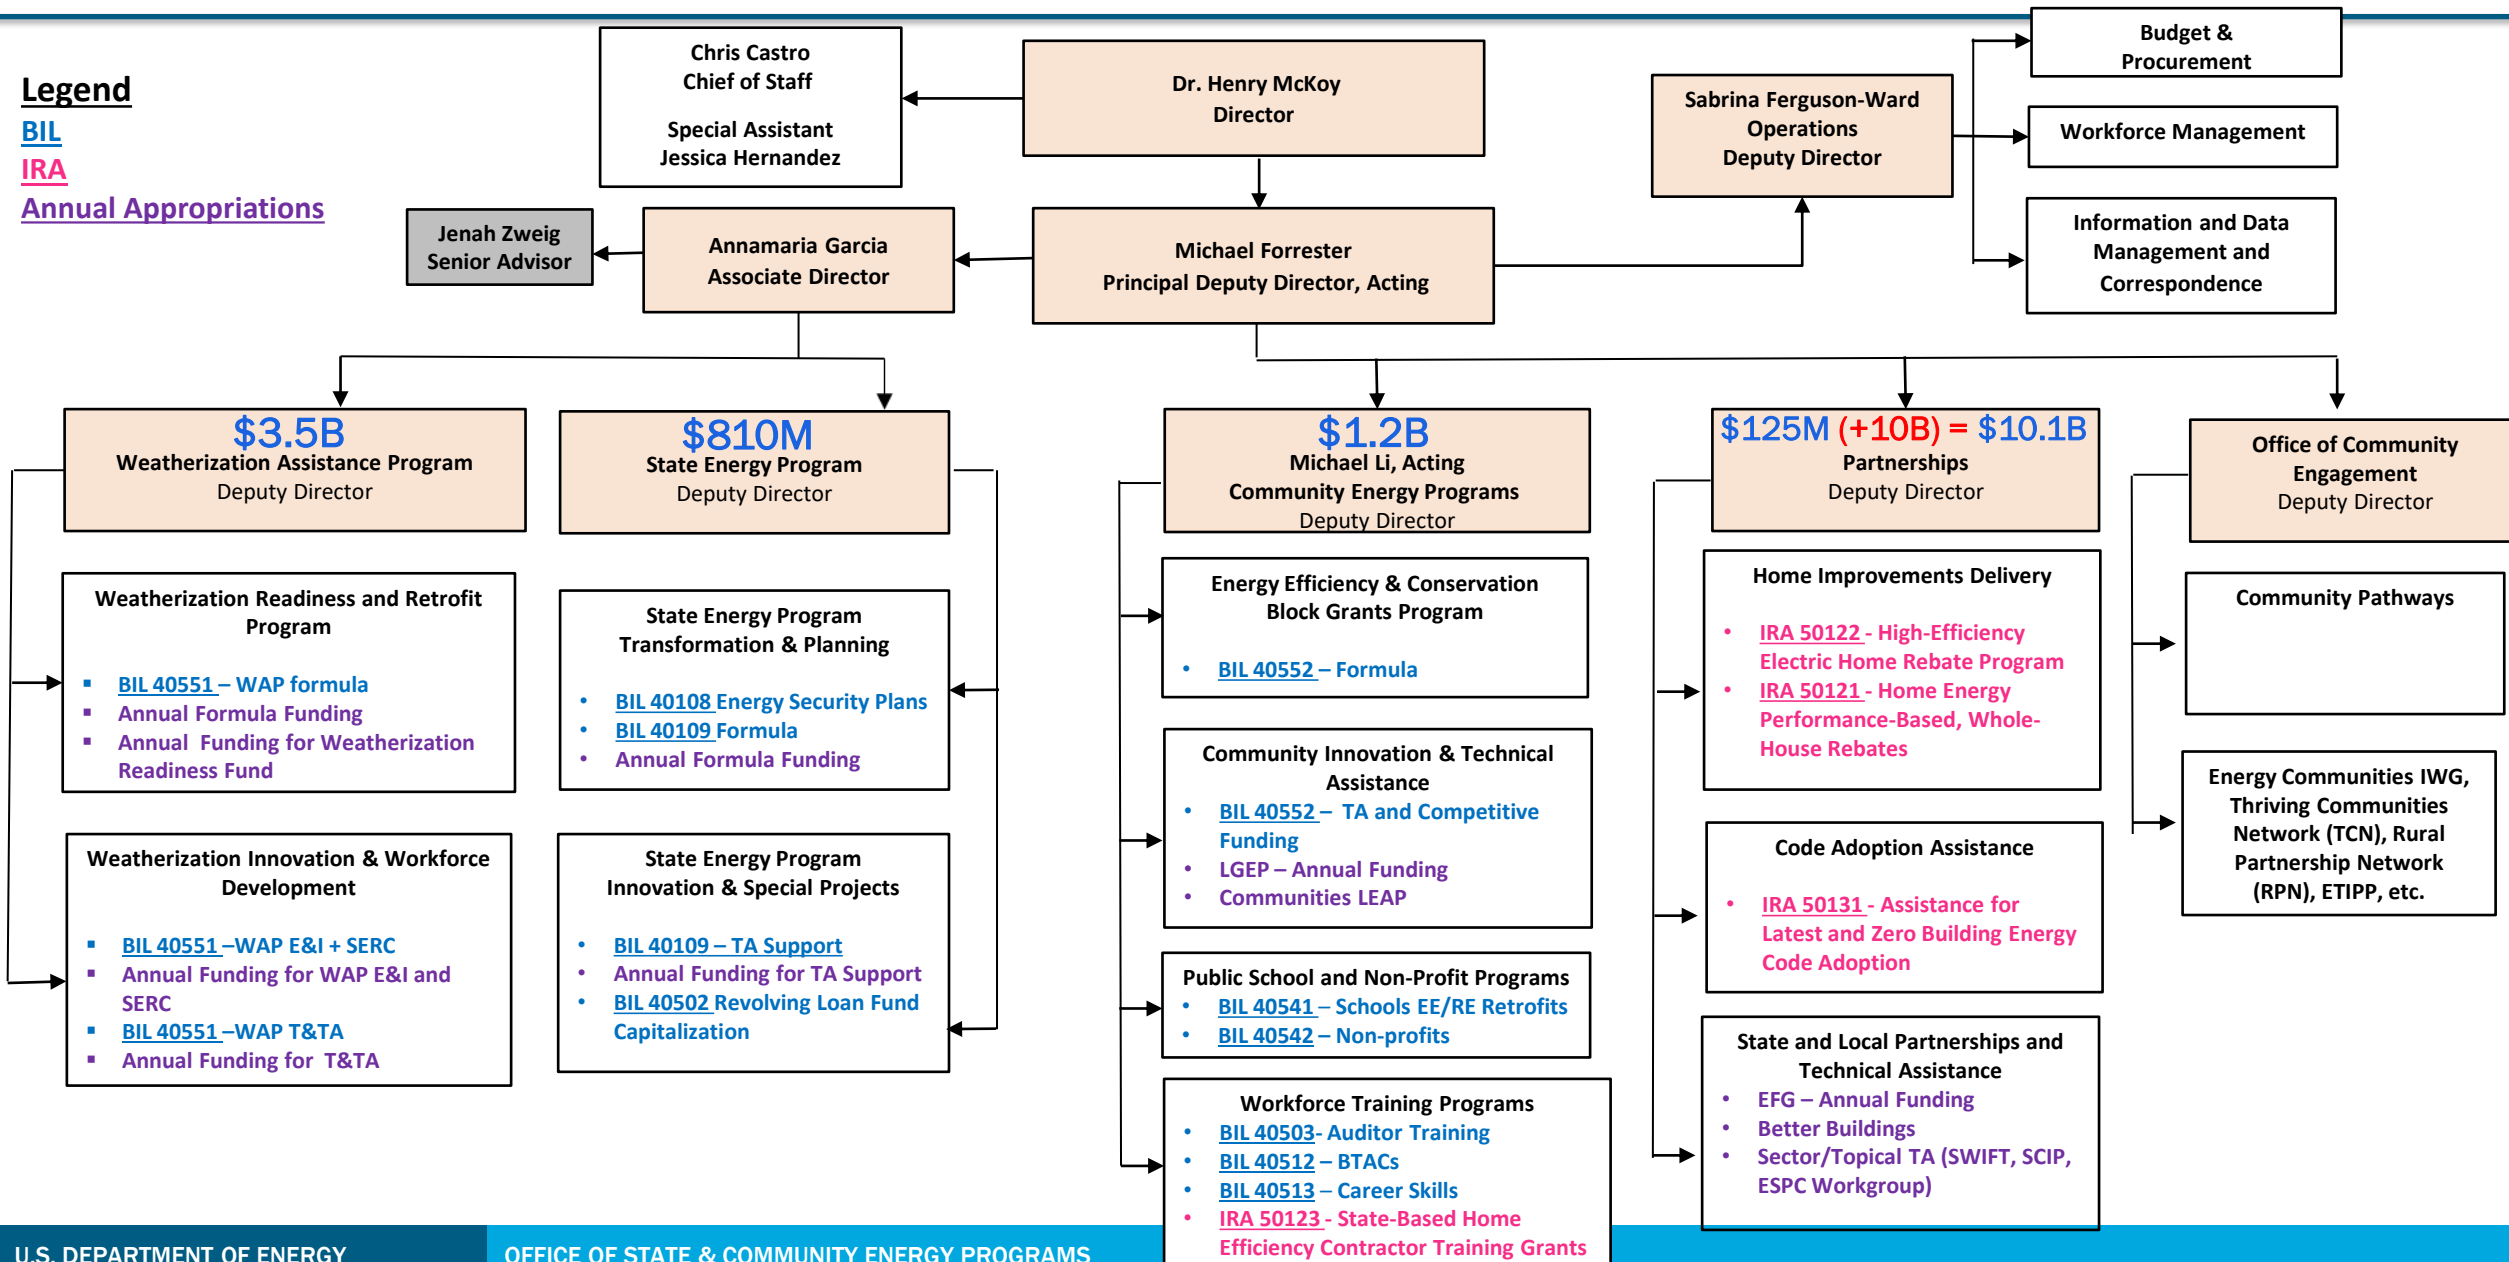 Legend
BIL
IRA
Annual Appropriations
Chris Castro
Chief of Staff
Special Assistant
Jessica Hernandez
Dr. Henry McKoy
Director
Sabrina Ferguson-Ward
Operations
Deputy Director
Budget &
Procurement
Workforce Management
Information and Data
Management and
Correspondence
Jenah Zweig
Senior Advisor
Annamaria Garcia
Associate Director
Michael Forrester
Principal Deputy Director, Acting
$3.5B
Weatherization Assistance Program
Deputy Director
Weatherization Readiness and Retrofit
Program
▪ BIL 40551 – WAP formula
▪ Annual Formula Funding
▪ Annual Funding for Weatherization
Readiness Fund
Weatherization Innovation & Workforce
Development
▪ BIL 40551 –WAP E&I + SERC
▪ Annual Funding for WAP E&I and
SERC
▪ BIL 40551 –WAP T&TA
▪ Annual Funding for T&TA
$810M
State Energy Program
Deputy Director
State Energy Program
Transformation & Planning
• BIL 40108 Energy Security Plans
• BIL 40109 Formula
• Annual Formula Funding
State Energy Program
Innovation & Special Projects
• BIL 40109 – TA Support
• Annual Funding for TA Support
• BIL 40502 Revolving Loan Fund
Capitalization
$1.2B
Michael Li, Acting
Community Energy Programs
Deputy Director
Energy Efficiency & Conservation
Block Grants Program
• BIL 40552 – Formula
Community Innovation & Technical
Assistance
• BIL 40552 – TA and Competitive
Funding
• LGEP – Annual Funding
• Communities LEAP
Public School and Non-Profit Programs
• BIL 40541 – Schools EE/RE Retrofits
• BIL 40542 – Non-profits
Workforce Training Programs
• BIL 40503- Auditor Training
• BIL 40512 – BTACs
• BIL 40513 – Career Skills
• IRA 50123 - State-Based Home
Efficiency Contractor Training Grants
$125M (+10B) = $10.1B
Partnerships
Deputy Director
Home Improvements Delivery
• IRA 50122 - High-Efficiency
Electric Home Rebate Program
• IRA 50121 - Home Energy
Performance-Based, Whole-
House Rebates
Code Adoption Assistance
• IRA 50131 - Assistance for
Latest and Zero Building Energy
Code Adoption
State and Local Partnerships and
Technical Assistance
• EFG – Annual Funding
• Better Buildings
• Sector/Topical TA (SWIFT, SCIP,
ESPC Workgroup)
Office of Community
Engagement
Deputy Director
Community Pathways
Energy Communities IWG,
Thriving Communities
Network (TCN), Rural
Partnership Network
(RPN), ETIPP, etc.
U.S. DEPARTMENT OF ENERGY
OFFICE OF STATE & COMMUNITY ENERGY PROGRAMS